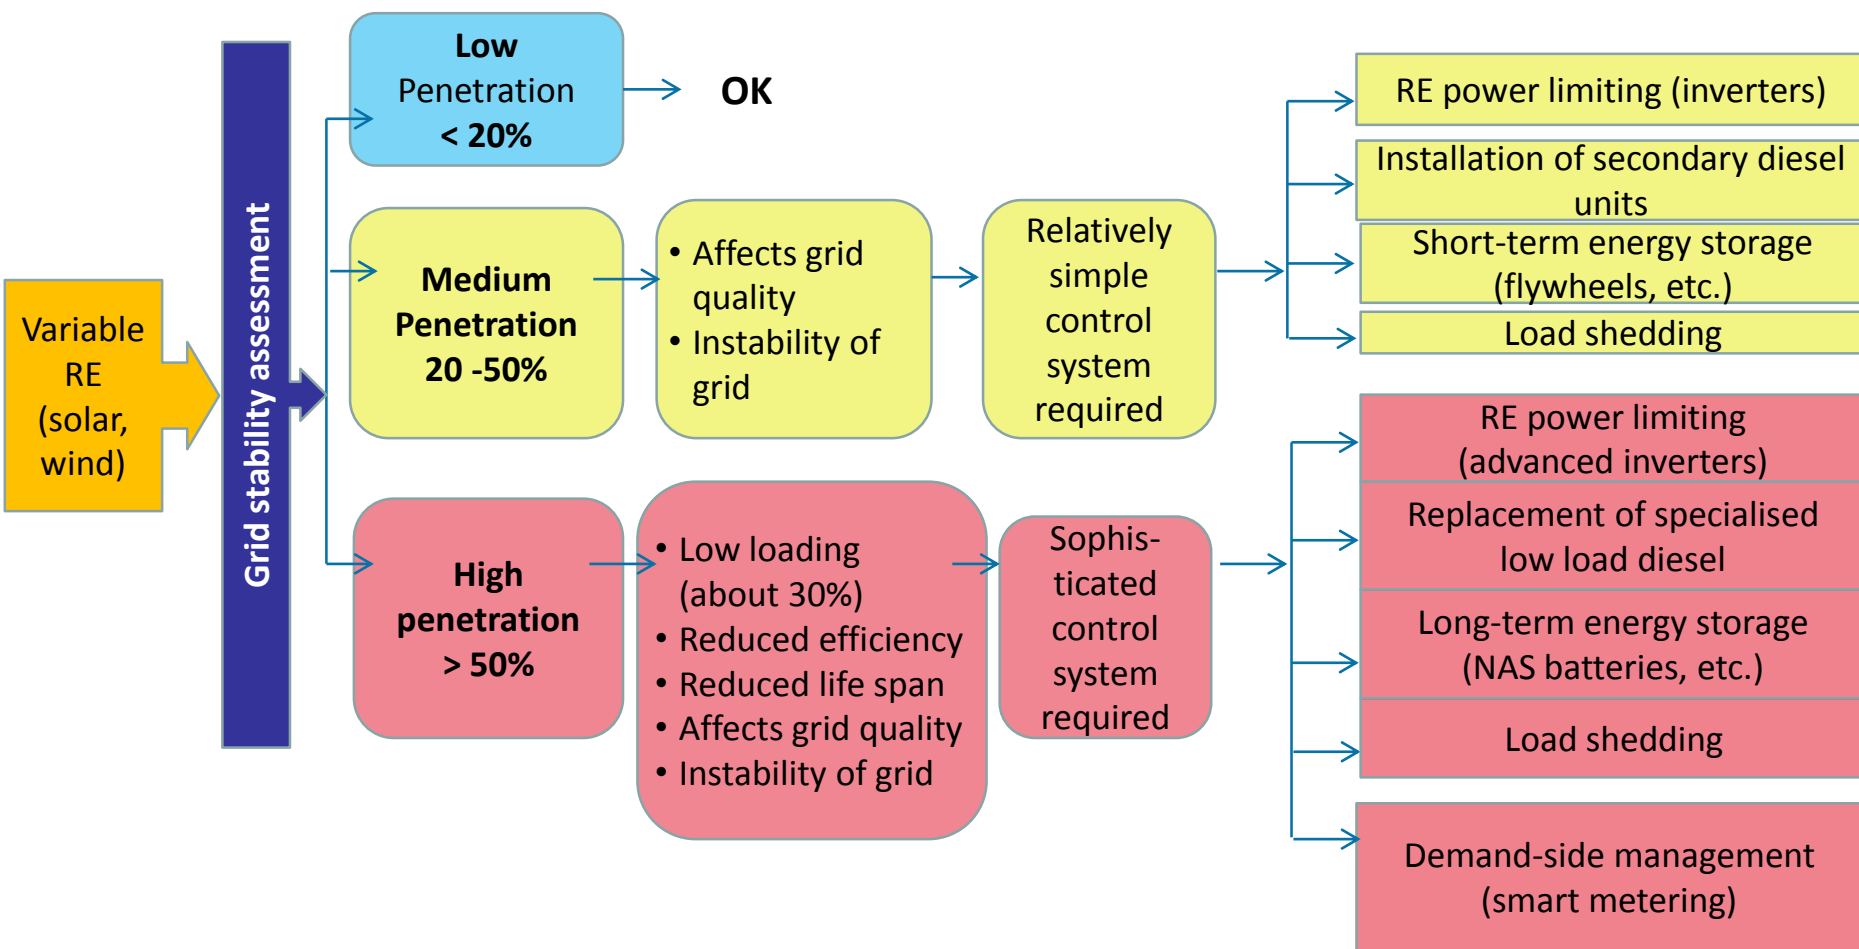 Variable
RE
(solar,
wind)
Grid stability assessment
Low
Penetration
< 20%
OK
Medium
Penetration
20 -50%
• Affects grid
quality
• Instability of
grid
Relatively
simple
control
system
required
RE power limiting (inverters)
Installation of secondary diesel
units
Short-term energy storage
(flywheels, etc.)
Load shedding
High
penetration
> 50%
• Low loading
(about 30%)
• Reduced efficiency
• Reduced life span
• Affects grid quality
• Instability of grid
Sophis-
ticated
control
system
required
RE power limiting
(advanced inverters)
Replacement of specialised
low load diesel
Long-term energy storage
(NAS batteries, etc.)
Load shedding
Demand-side management
(smart metering)